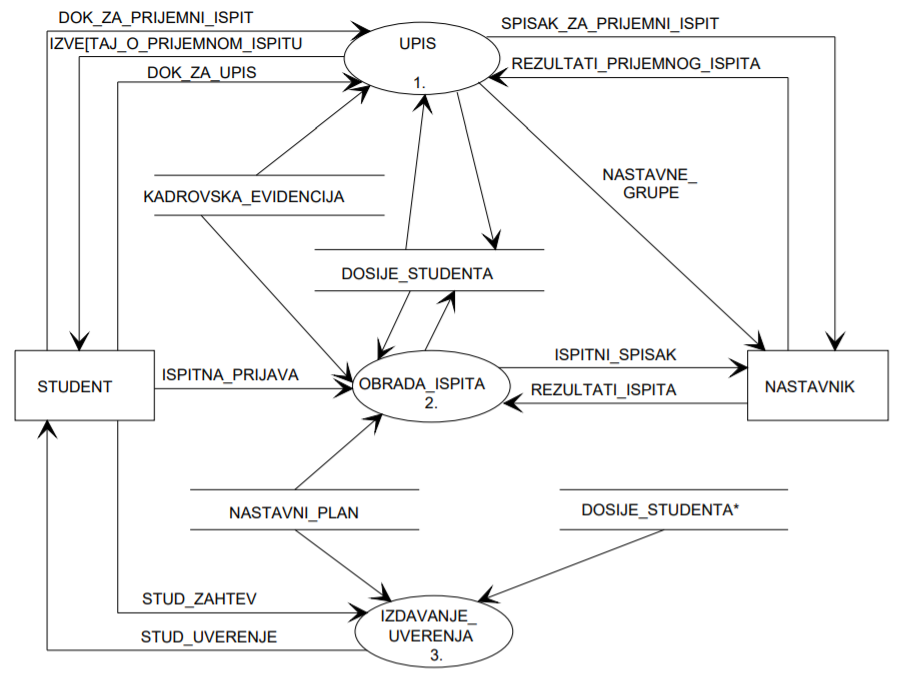 DOK_ZA_PRIJEMNI_ISPIT
SPISAK_ZA_PRIJEMNI_ISPIT
IZVE[TAJ_O_PRIJEMNOM_ISPITU
UPIS
REZULTATI_PRIJEMNOG_ISPITA
DOK_ZA_UPIS
1.
NASTAVNE_
GRUPE
KADROVSKA_EVIDENCIJA
DOSIJE_STUDENTA
STUDENT
ISPITNA_PRIJAVA
OBRADA_ISPITA
2.
ISPITNI_SPISAK
REZULTATI_ISPITA
NASTAVNIK
NASTAVNI_PLAN
DOSIJE_STUDENTA*
STUD_ZAHTEV
IZDAVANJE_
UVERENJA
3.
STUD_UVERENJE